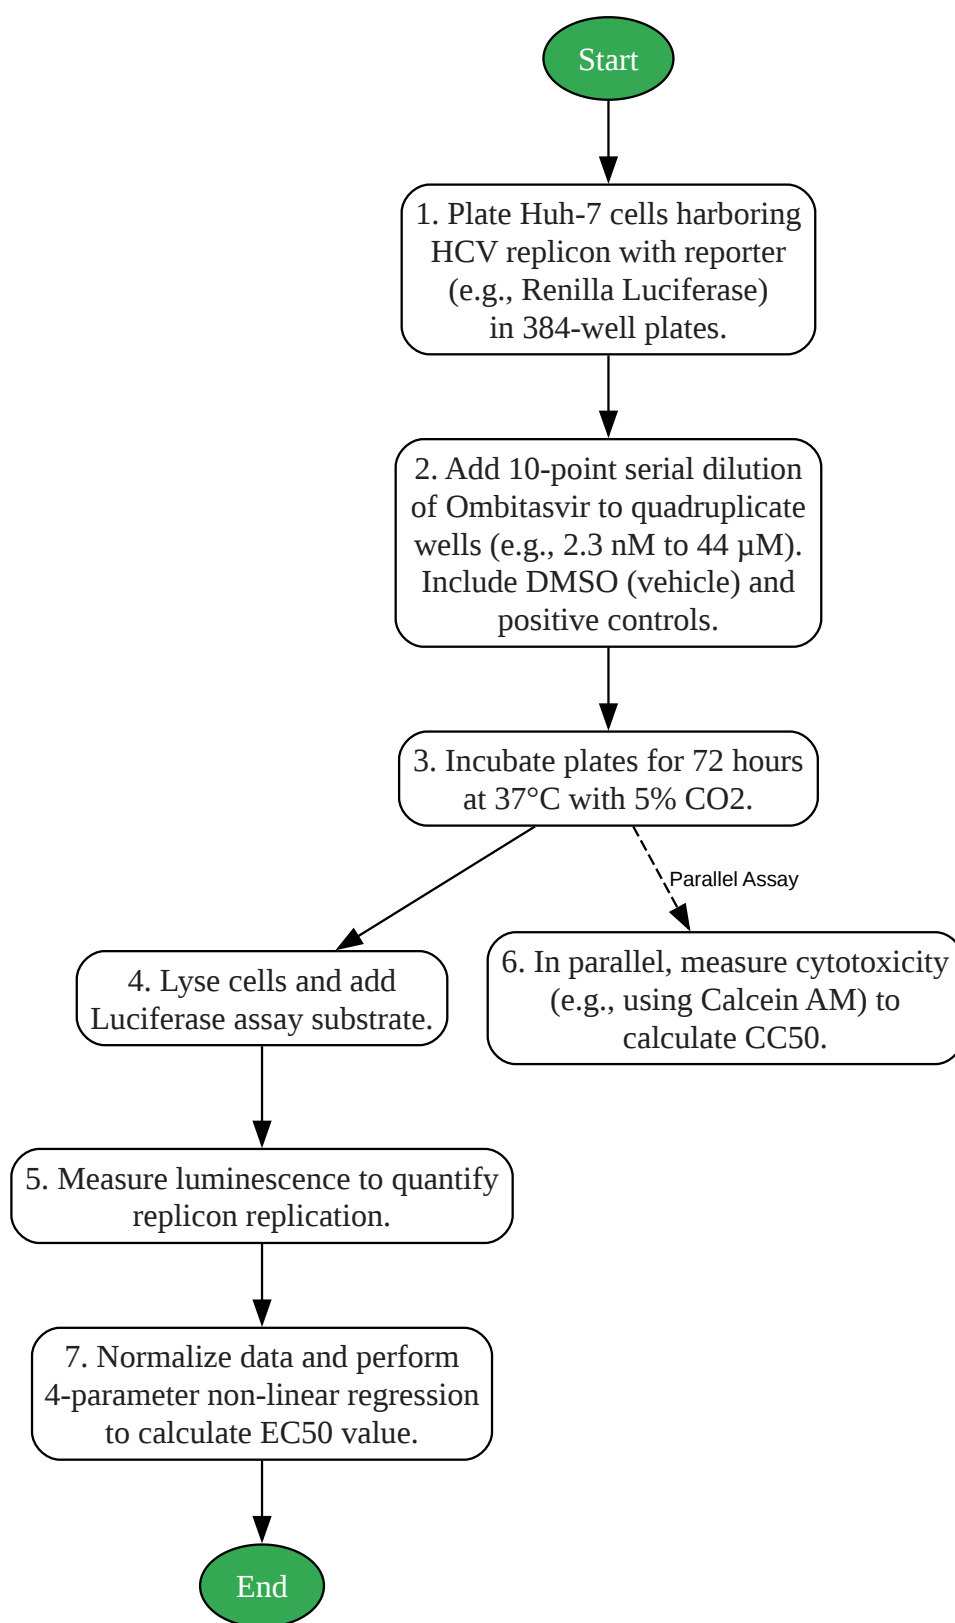 Start
1. Plate Huh-7 cells harboring
HCV replicon with reporter
(e.g., Renilla Luciferase)
in 384-well plates.
2. Add 10-point serial dilution
of Ombitasvir to quadruplicate
wells (e.g., 2.3 nM to 44 µM).
Include DMSO (vehicle) and
positive controls.
3. Incubate plates for 72 hours
at 37°C with 5% CO2.
Parallel Assay
4. Lyse cells and add
Luciferase assay substrate.
6. In parallel, measure cytotoxicity
(e.g., using Calcein AM) to
calculate CC50.
5. Measure luminescence to quantify
replicon replication.
7. Normalize data and perform
4-parameter non-linear regression
to calculate EC50 value.
End